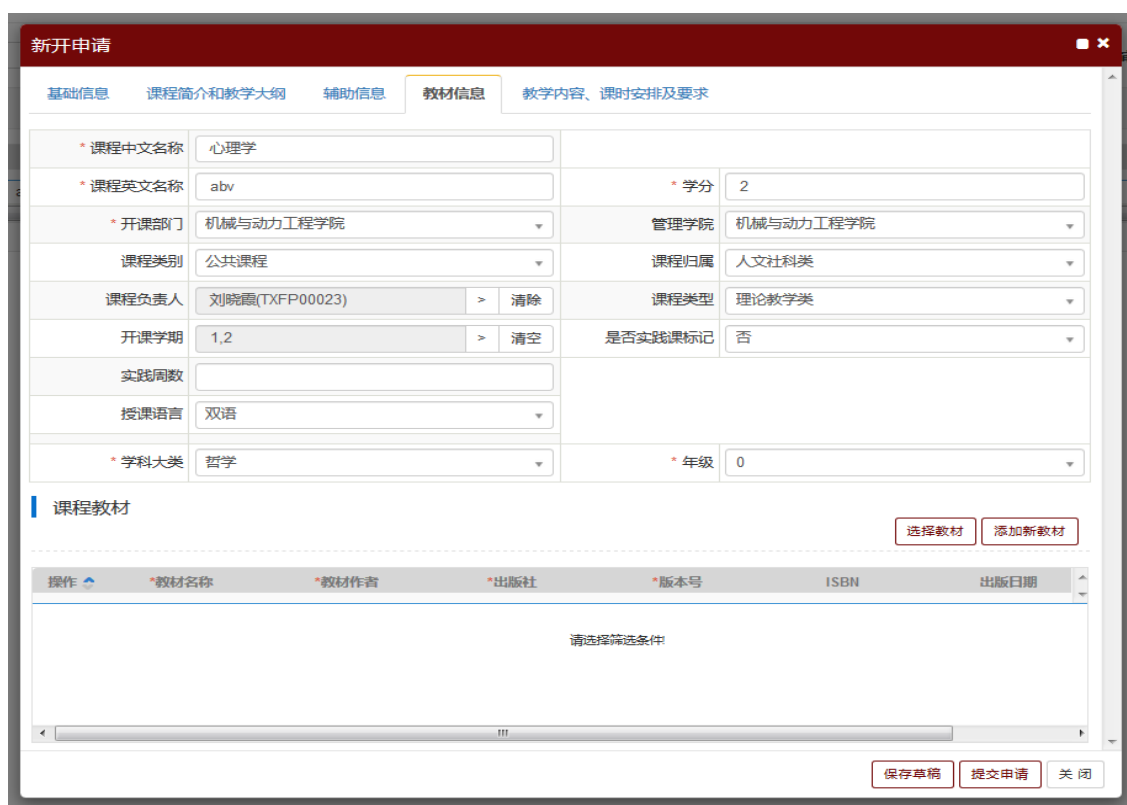 新开申请
基础信息 课程简介和教学大纲 辅助信息 教材信息 教学内容、课时安排及要求
* 课程中文名称 心理学
* 课程英文名称 abv * 学分 2
* 开课部门 机械与动力工程学院 管理学院 机械与动力工程学院
课程类别 公共课程 课程归属 人文社科类
课程负责人 刘晓霞(TXFP00023) > 清除 课程类型 理论教学类
开课学期 1,2 > 清空 是否实践课标记 否
实践周数
授课语言 双语
* 学科大类 哲学 * 年级 0
课程教材
选择教材 添加新教材
操作 *教材名称 *教材作者 *出版社 *版本号 ISBN 出版日期
请选择筛选条件!
保存草稿 提交申请 关 闭